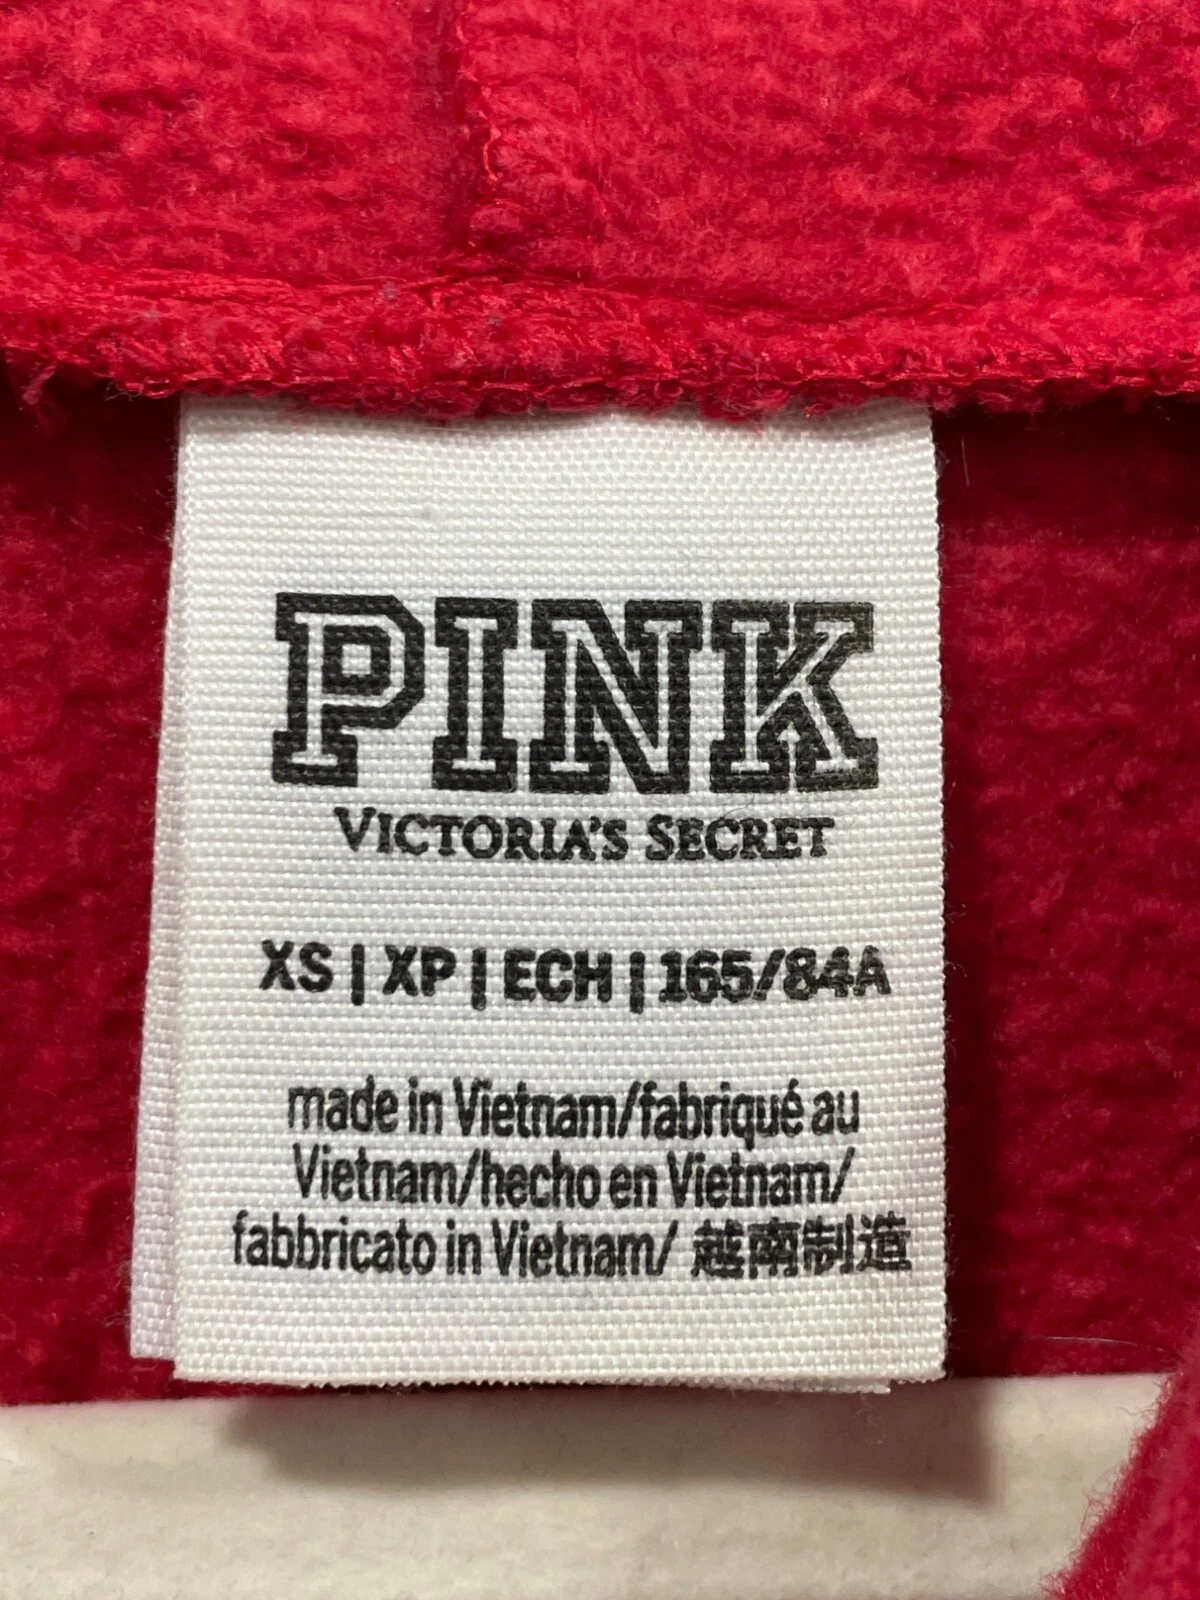 PINK
VICTORIA'S SECRET
XS | XP | ECH | 165/84A
made in Vietnam/fabriqué au
Vietnam/hecho en Vietnam/
fabbricato in Vietnam/ 越南制造